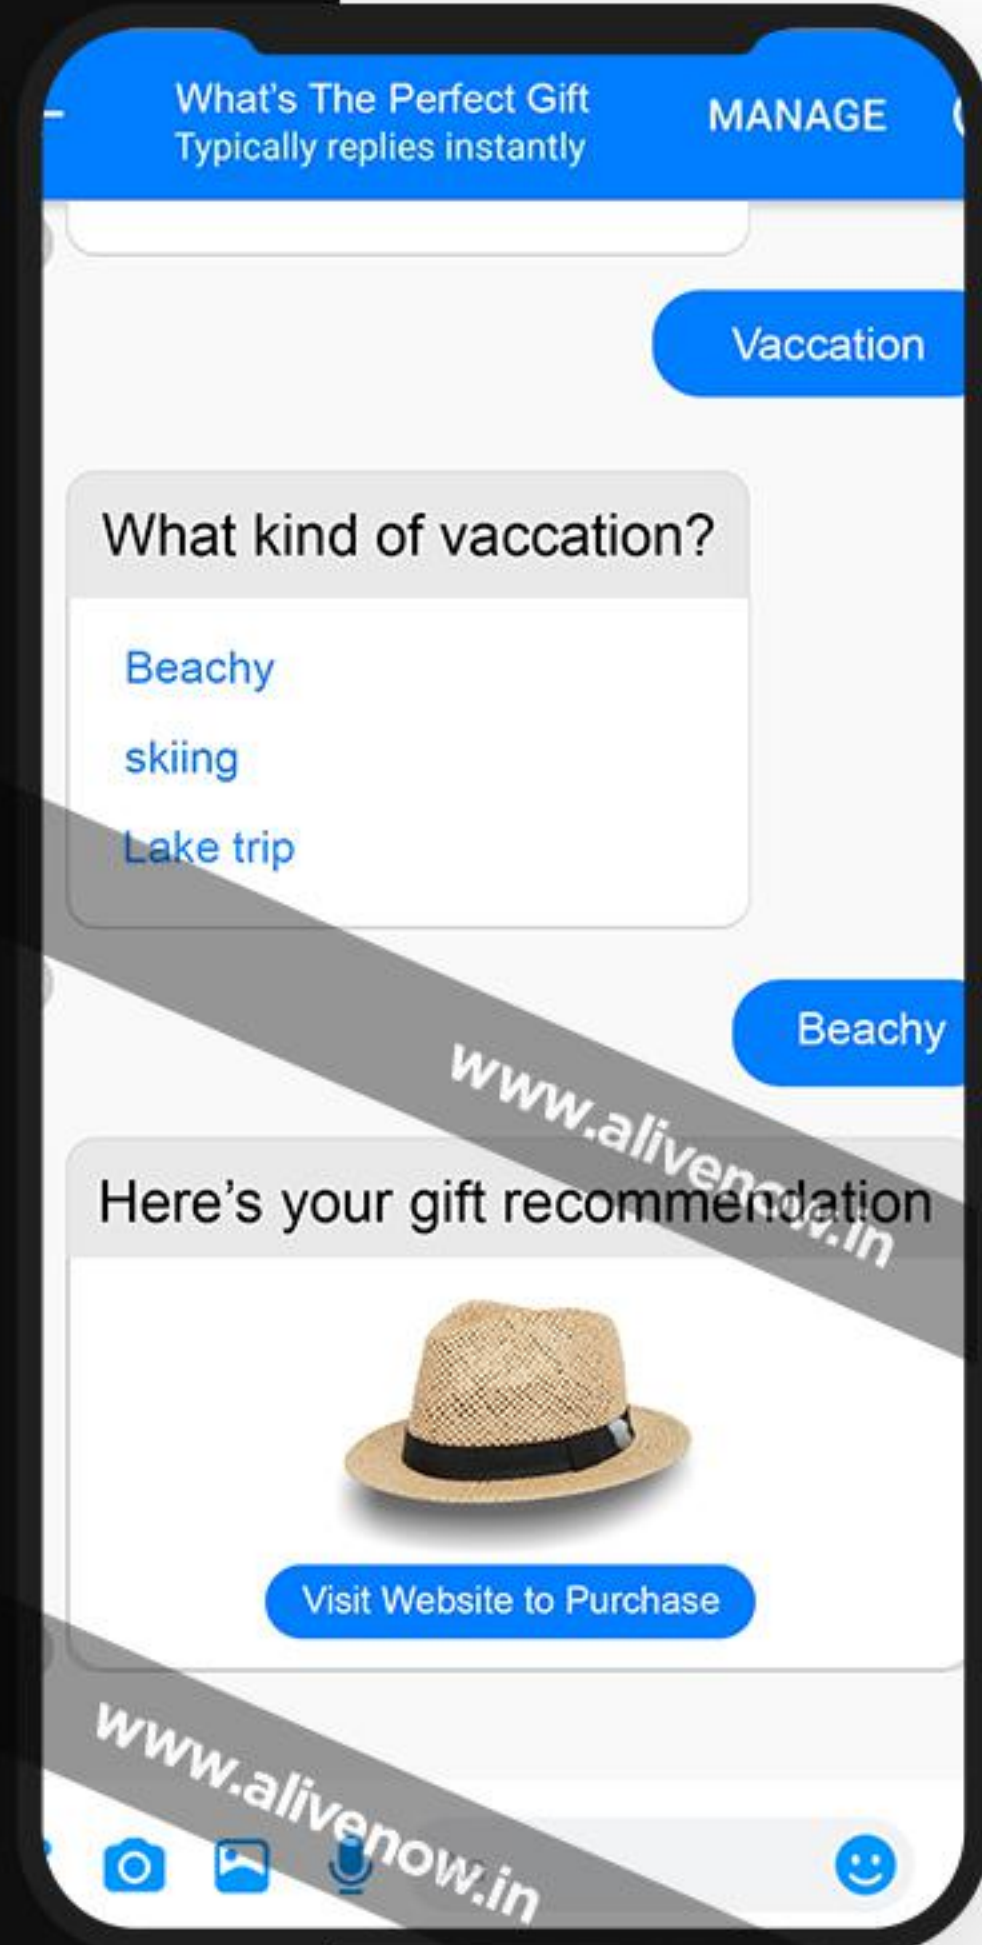 What's The Perfect Gift
MANAGE
Typically replies instantly
Vaccation
What kind of vaccation?
Beachy
skiing
Lake trip
Beachy
www.alivenow.in
Here's your gift recommendation
Visit Website to Purchase
www.alivenow.in